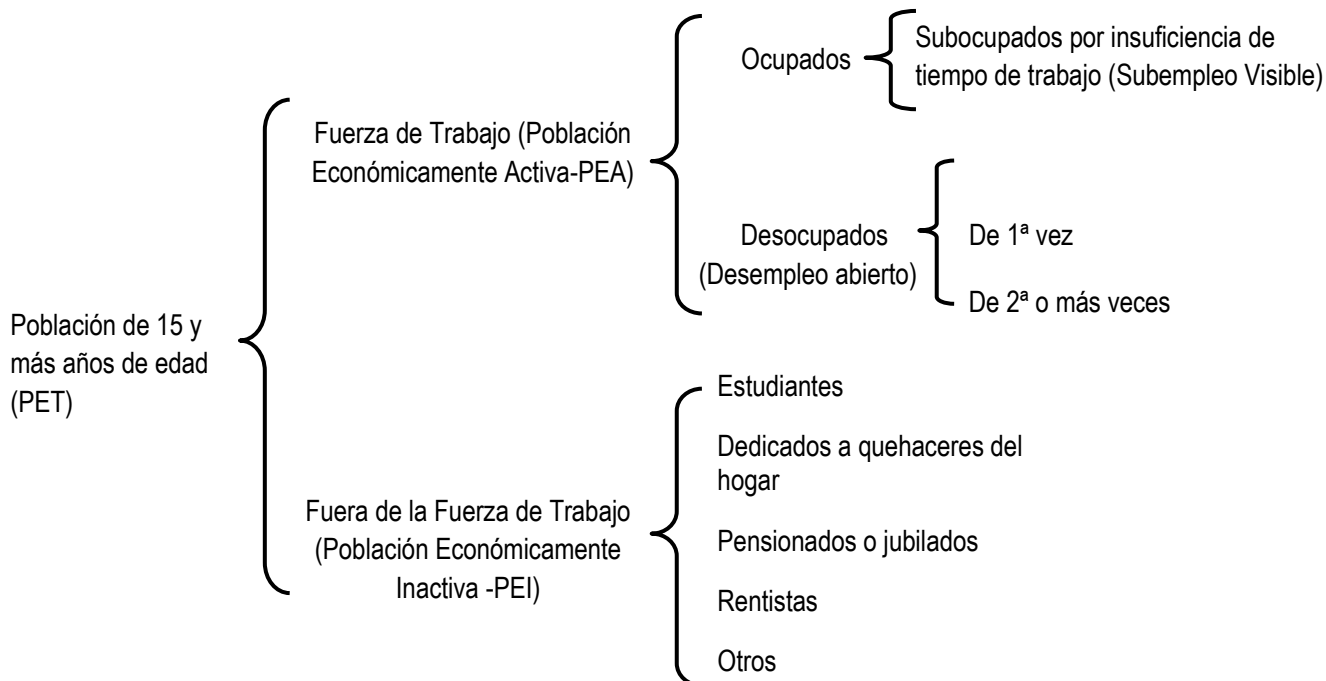 Población de 15 y
más años de edad
(PET)
Fuerza de Trabajo (Población
Económicamente Activa-PEA)
Ocupados
Subocupados por insuficiencia de
tiempo de trabajo (Subempleo Visible)
Desocupados
(Desempleo abierto)
De 1ª vez
De 2ª o más veces
Fuera de la Fuerza de Trabajo
(Población Económicamente
Inactiva -PEI)
Estudiantes
Dedicados a quehaceres del
hogar
Pensionados o jubilados
Rentistas
Otros